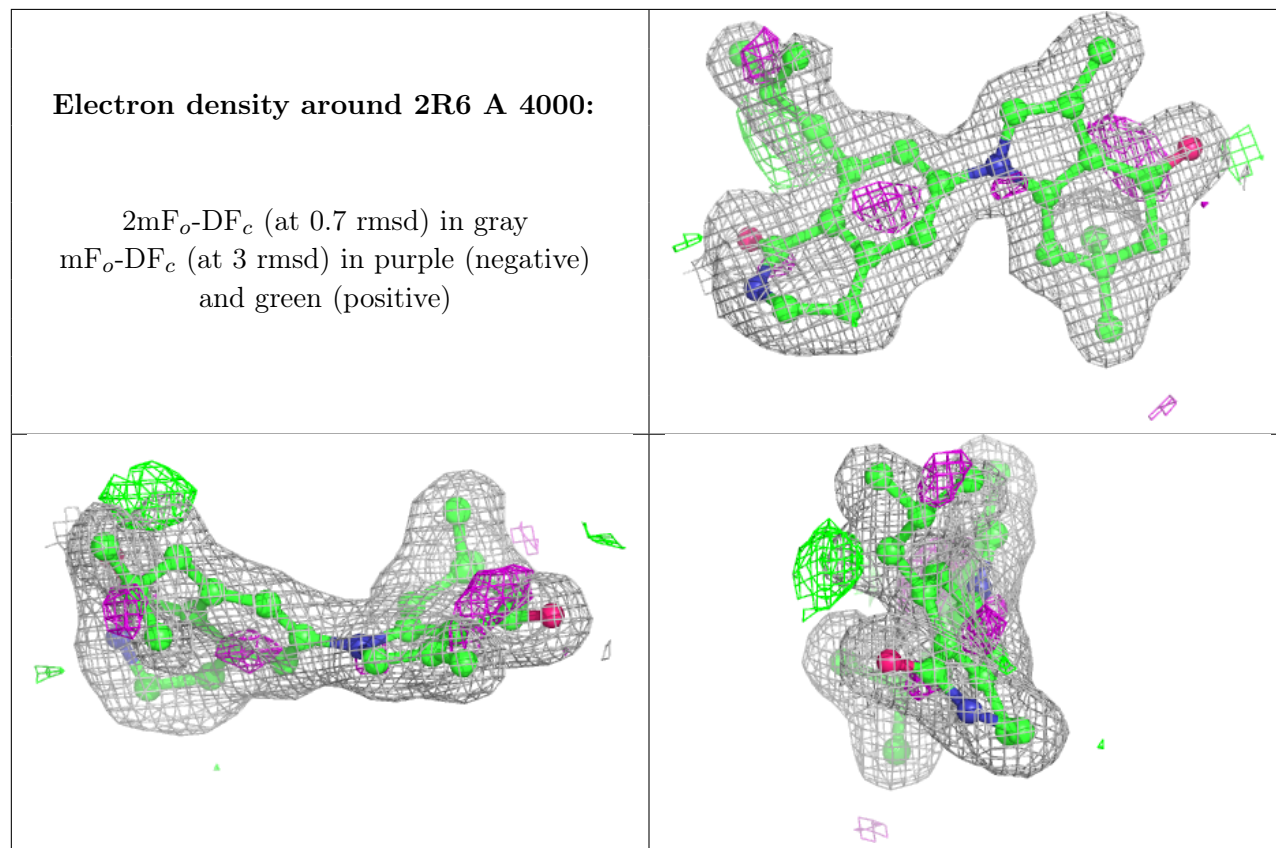 Electron density around 2R6 A 4000:
2mFₒ-DF𝒸 (at 0.7 rmsd) in gray
mFₒ-DF𝒸 (at 3 rmsd) in purple (negative)
and green (positive)